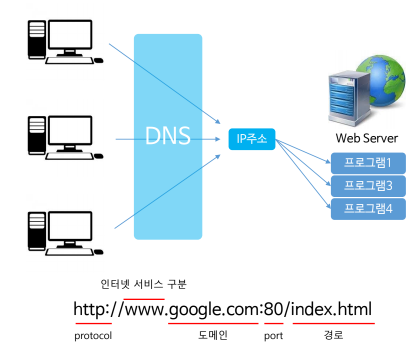 DNS
IP주소
Web Server
프로그램1
프로그램3
프로그램4
인터넷 서비스 구분
http://www.google.com:80/index.html
protocol 도메인 port 경로